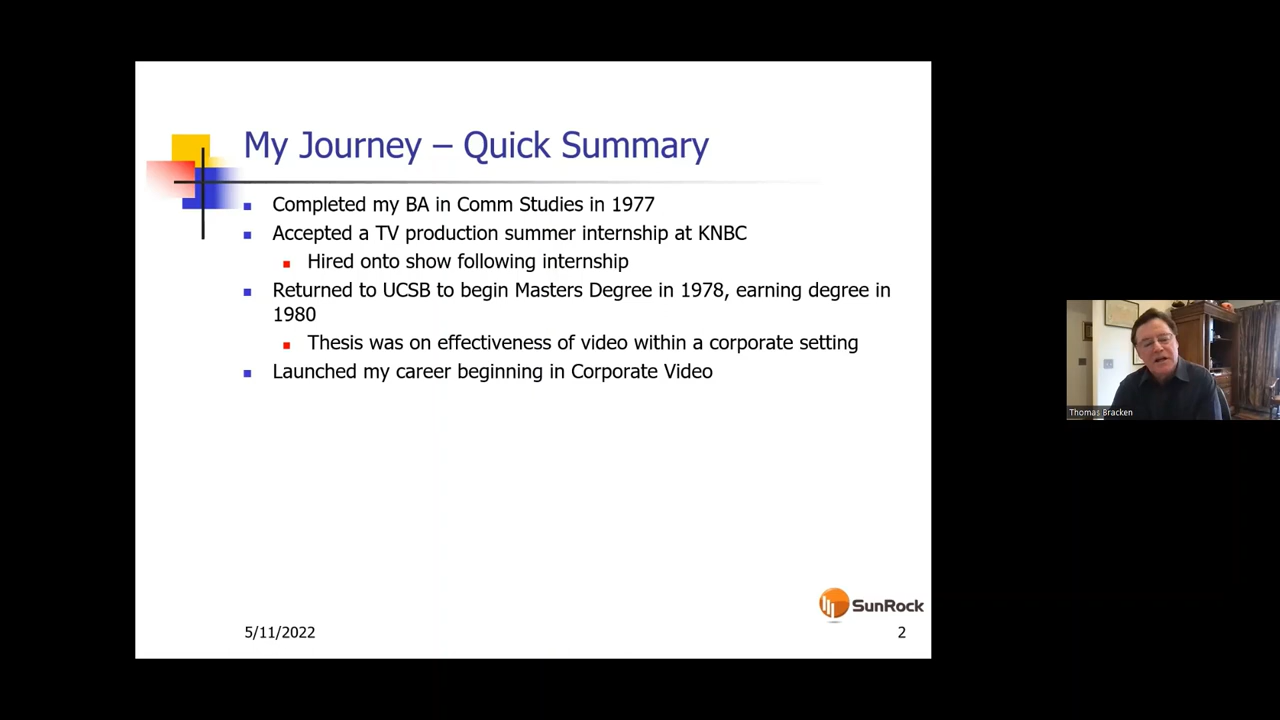 My Journey – Quick Summary
Completed my BA in Comm Studies in 1977
Accepted a TV production summer internship at KNBC
Hired onto show following internship
Returned to UCSB to begin Masters Degree in 1978, earning degree in
1980
Thesis was on effectiveness of video within a corporate setting
Launched my career beginning in Corporate Video
SunRock
5/11/2022
2
Thomas Bracken